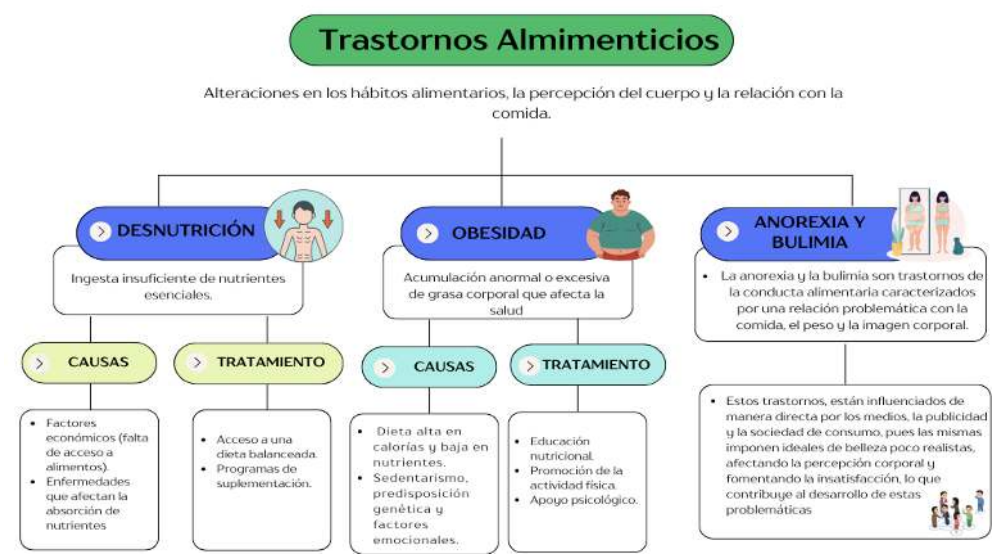 Trastornos Almimenticios
Alteraciones en los hábitos alimentarios, la percepción del cuerpo y la relación con la
comida.
DESNUTRICIÓN
Ingesta insuficiente de nutrientes
esenciales.
CAUSAS
• Factores
económicos (falta
de acceso a
alimentos).
• Enfermedades
que afectan la
absorción de
nutrientes
TRATAMIENTO
• Acceso a una
dieta balanceada.
• Programas de
suplementación.
OBESIDAD
Acumulación anormal o excesiva
de grasa corporal que afecta la
salud
CAUSAS
• Dieta alta en
calorías y baja en
nutrientes.
• Sedentarismo,
predisposición
genética y
factores
emocionales.
TRATAMIENTO
• Educación
nutricional.
• Promoción de la
actividad física.
• Apoyo psicológico.
ANOREXIA Y
BULIMIA
• La anorexia y la bulimia son trastornos de
la conducta alimentaria caracterizados
por una relación problemática con la
comida, el peso y la imagen corporal.
• Estos trastornos, están influenciados de
manera directa por los medios, la publicidad
y la sociedad de consumo, pues las mismas
imponen ideales de belleza poco realistas,
afectando la percepción corporal y
fomentando la insatisfacción, lo que
contribuye al desarrollo de estas
problemáticas